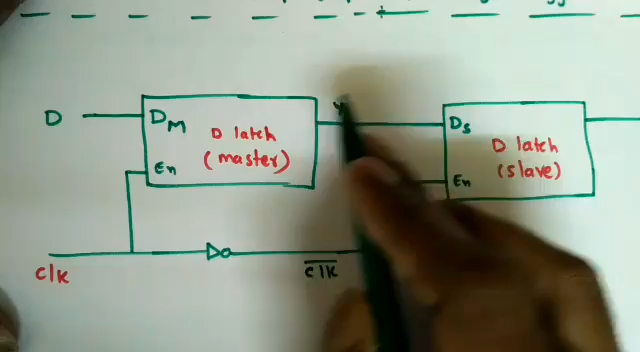 D
DM
D latch
(master)
En
Ds
D latch
(slave)
En
clk
clk